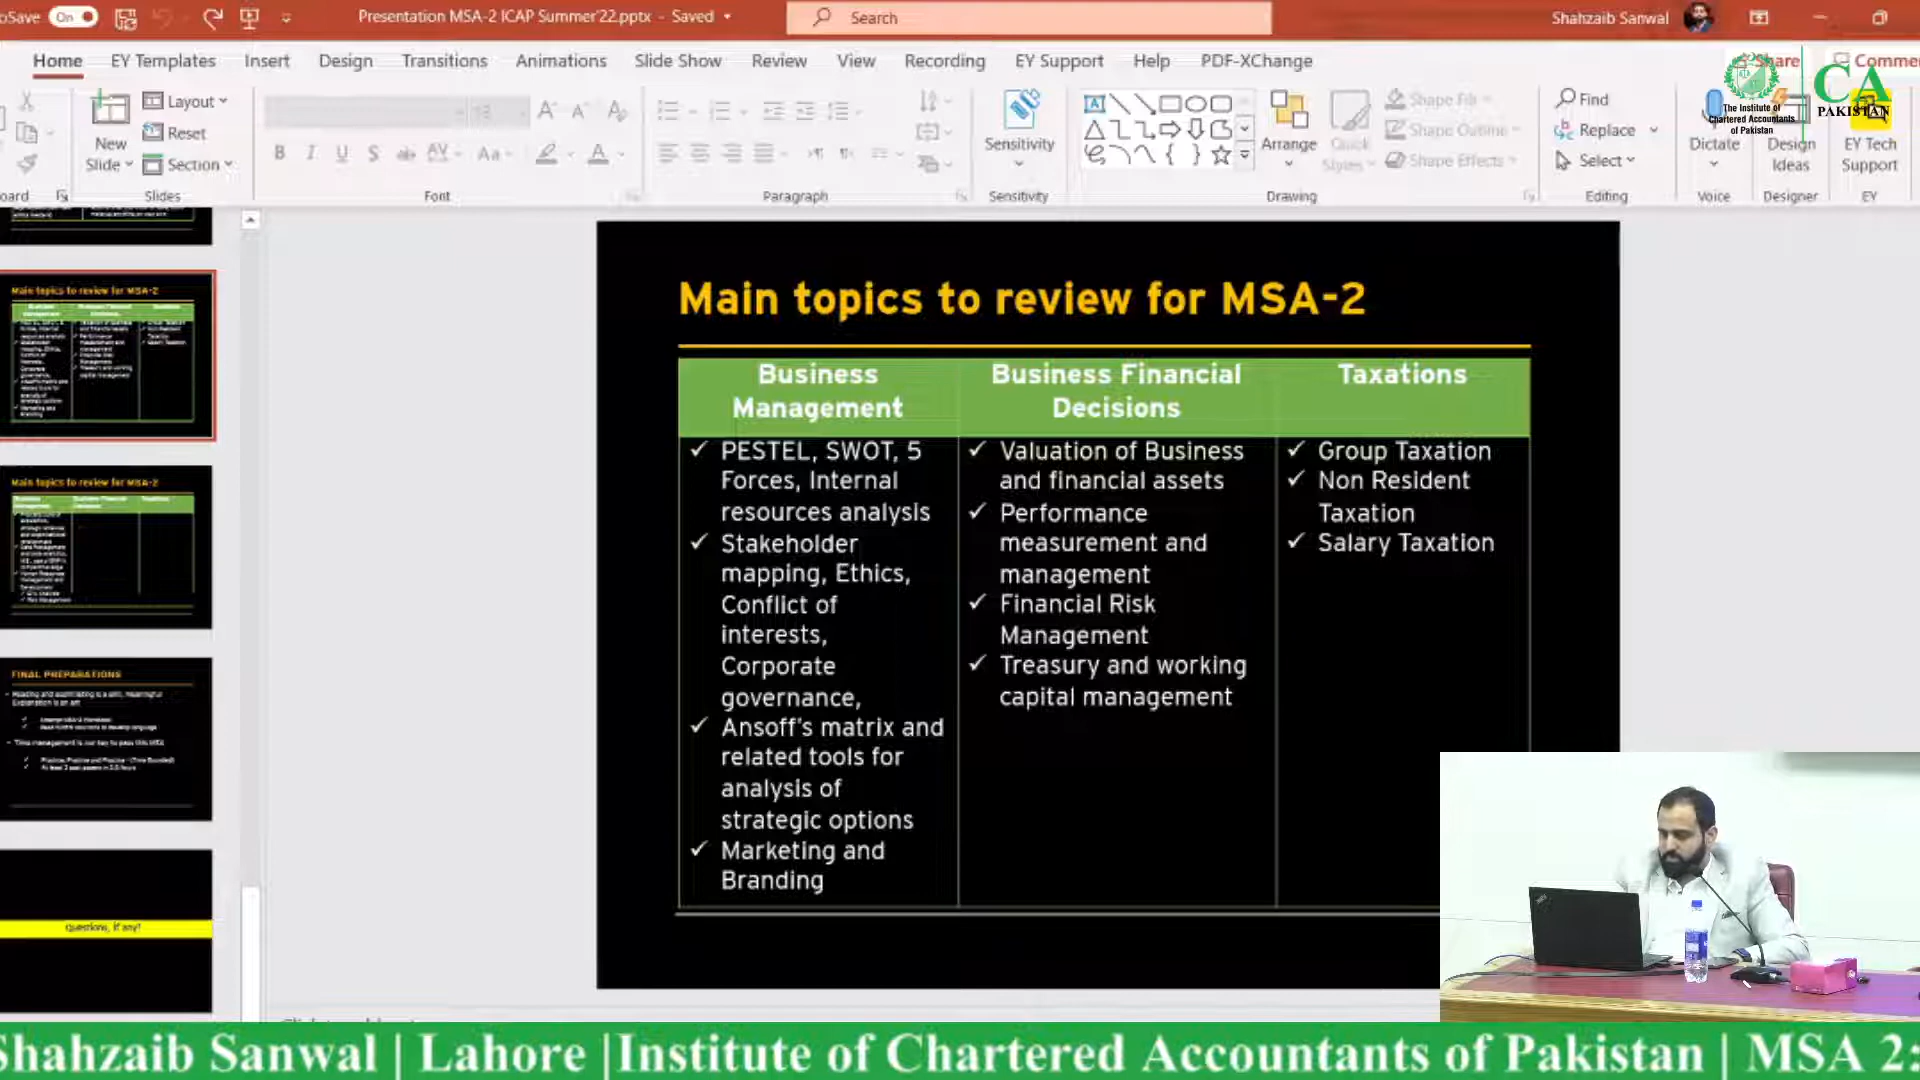 oSave On
Presentation MSA-2 ICAP Summer'22.pptx - Saved
Search
Shahzaib Sanwal
Home EY Templates Insert Design Transitions Animations Slide Show Review View Recording EY Support Help PDF-XChange
Share Comme
The Institute of
Chartered Accountants
of Pakistan
CA
PAKISTAN
New
Slide
Layout
Reset
Section
Arrange
Quick
Styles
Shape Fill
Shape Outline
Shape Effects
Find
Replace
Select
Sensitivity
Dictate
Design
Ideas
EY Tech
Support
oard Slides Font Paragraph Sensitivity Drawing Editing Voice Designer EY
Main topics to review for MSA-2
Main topics to review for MSA-2
FINAL PREPARATIONS
Questions, if any?
Main topics to review for MSA-2
Business
Management
✓ PESTEL, SWOT, 5
Forces, Internal
resources analysis
✓ Stakeholder
mapping, Ethics,
Conflict of
interests,
Corporate
governance,
✓ Ansoff's matrix and
related tools for
analysis of
strategic options
✓ Marketing and
Branding
Business Financial
Decisions
✓ Valuation of Business
and financial assets
✓ Performance
measurement and
management
✓ Financial Risk
Management
✓ Treasury and working
capital management
Taxations
✓ Group Taxation
✓ Non Resident
Taxation
✓ Salary Taxation
Shahzaib Sanwal | Lahore |Institute of Chartered Accountants of Pakistan | MSA 2: